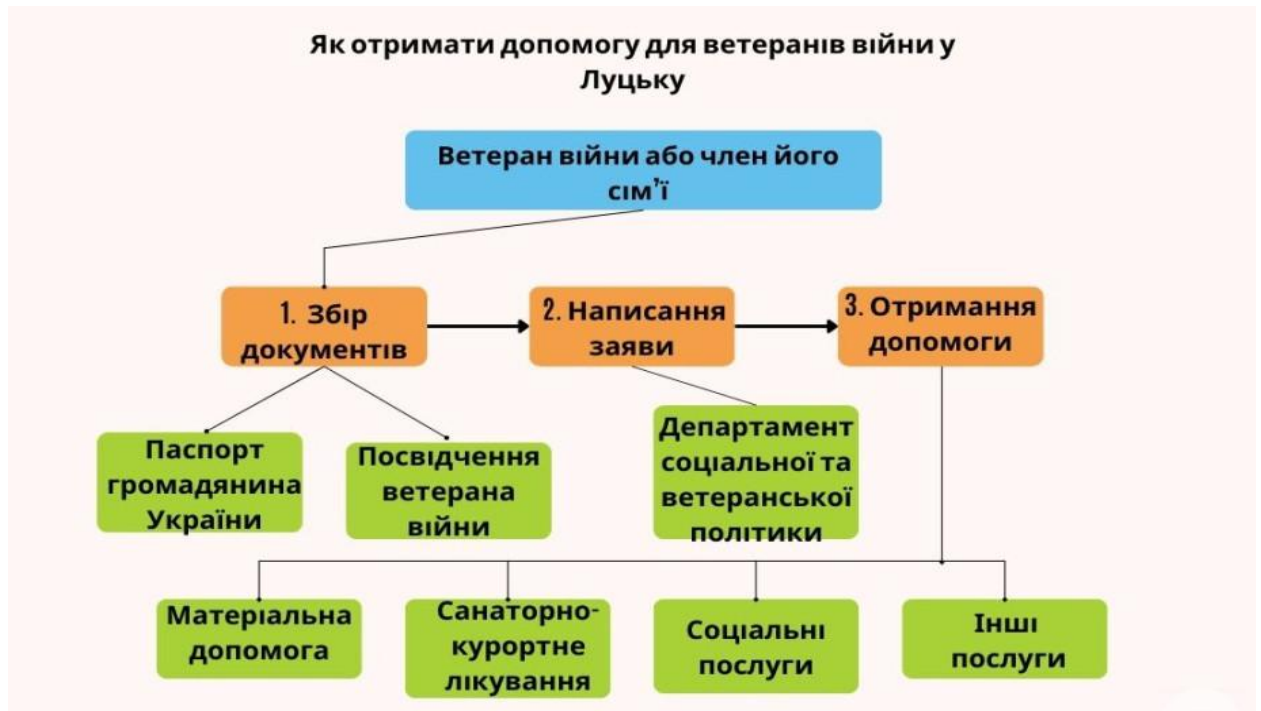 Як отримати допомогу для ветеранів війни у
Луцьку
Ветеран війни або член його
сім’ї
1. Збір
документів
2. Написання
заяви
3. Отримання
допомоги
Паспорт
громадянина
України
Посвідчення
ветерана
війни
Департамент
соціальної та
ветеранської
політики
Матеріальна
допомога
Санаторно-
курортне
лікування
Соціальні
послуги
Інші
послуги